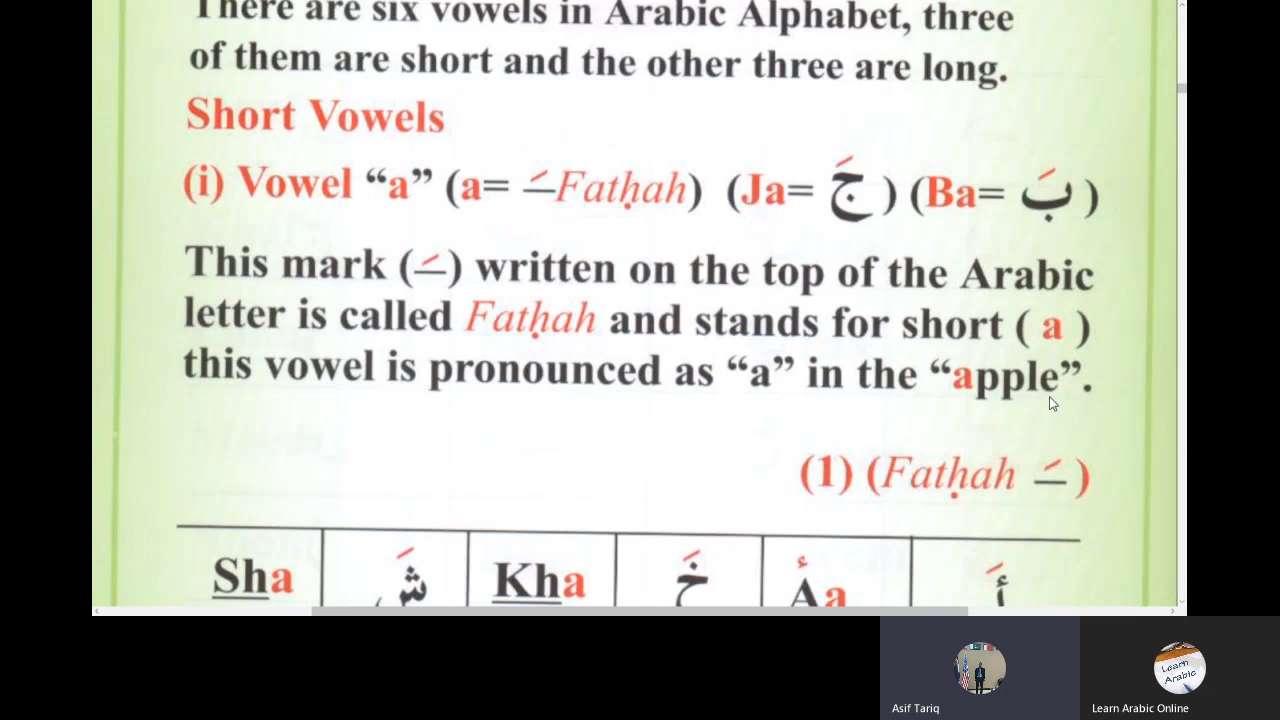 There are six vowels in Arabic Alphabet, three
of them are short and the other three are long.
Short Vowels
(i) Vowel “a” (a= ـَFatḥah) (Ja= جَ ) (Ba= بَ )
This mark (ـَ) written on the top of the Arabic
letter is called Fatḥah and stands for short ( a )
this vowel is pronounced as “a” in the “apple”.
(1) (Fatḥah ـَ)
Sha شَ Kha خَ Åa أَ
Asif Tariq
Learn Arabic Online
Learn
Arabic